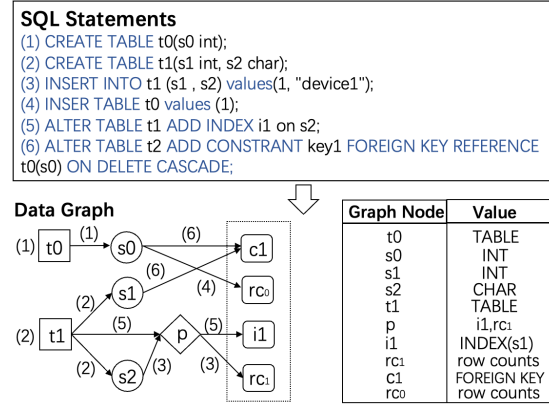 SQL Statements
(1) CREATE TABLE t0(s0 int);
(2) CREATE TABLE t1(s1 int, s2 char);
(3) INSERT INTO t1 (s1 , s2) values(1, "device1");
(4) INSER TABLE t0 values (1);
(5) ALTER TABLE t1 ADD INDEX i1 on s2;
(6) ALTER TABLE t2 ADD CONSTRAINT key1 FOREIGN KEY REFERENCE
t0(s0) ON DELETE CASCADE;
Data Graph
(1) t0 (1) s0 (6) c1
(6) (4) rc0
(2) s1
(2) t1 (5) p (5) i1
(2) s2 (3) (3) rc1
Graph Node Value
t0 TABLE
s0 INT
s1 INT
s2 CHAR
t1 TABLE
p i1,rc1
i1 INDEX(s1)
rc1 row counts
c1 FOREIGN KEY
rc0 row counts